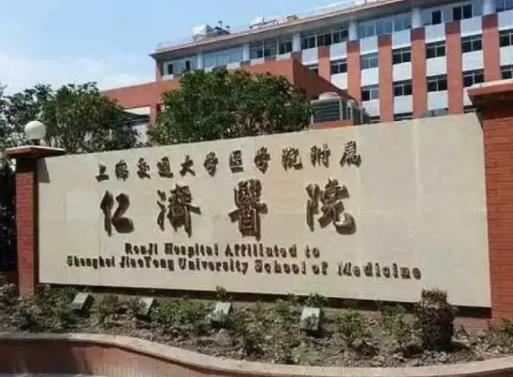 上海交通大学医学院附属
仁濟醫院
RenJi Hospital Affiliated to
Shanghai JiaoTong University School of Medicine